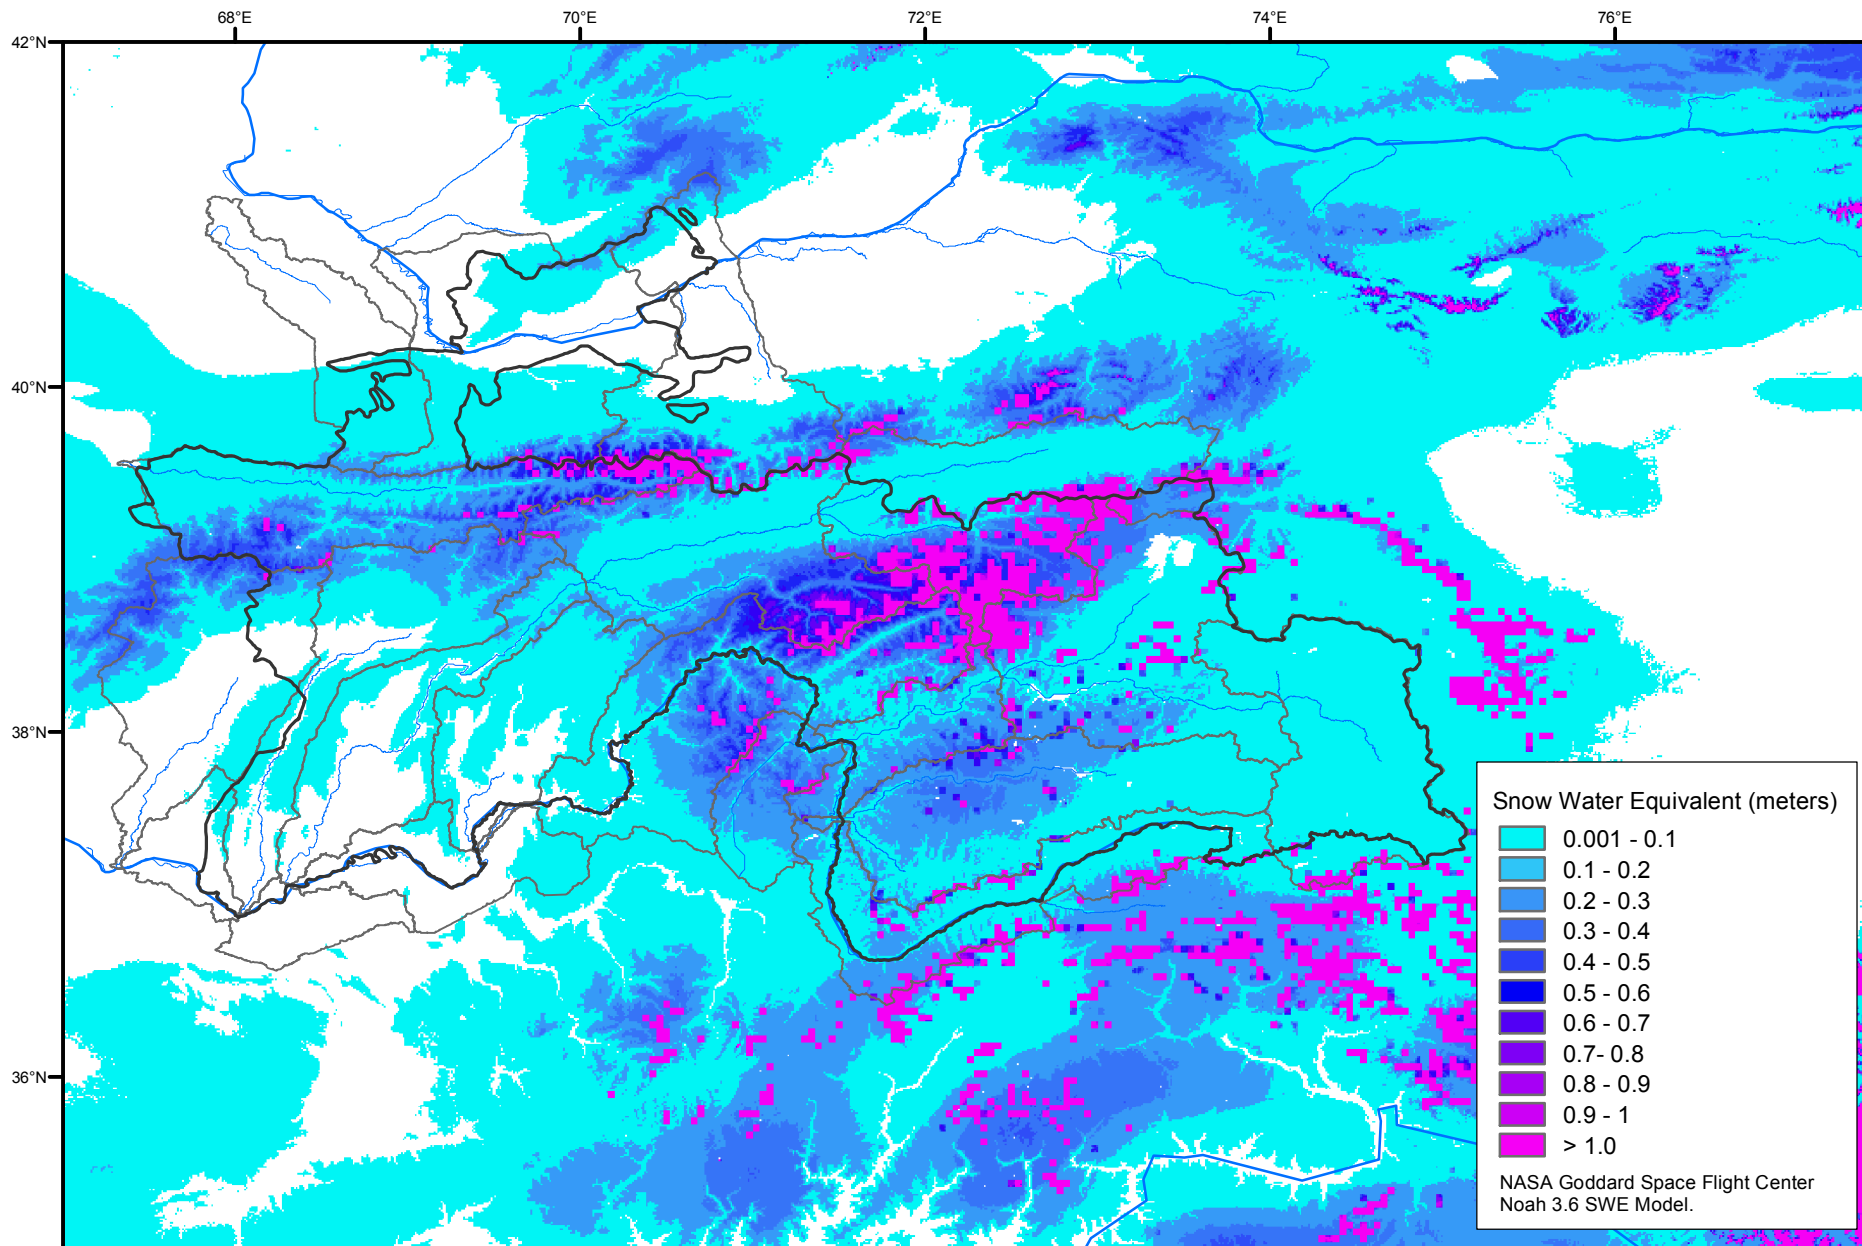 68°E 70°E 72°E 74°E 76°E
42°N
40°N
38°N
36°N
Snow Water Equivalent (meters)
0.001 - 0.1
0.1 - 0.2
0.2 - 0.3
0.3 - 0.4
0.4 - 0.5
0.5 - 0.6
0.6 - 0.7
0.7- 0.8
0.8 - 0.9
0.9 - 1
> 1.0
NASA Goddard Space Flight Center
Noah 3.6 SWE Model.